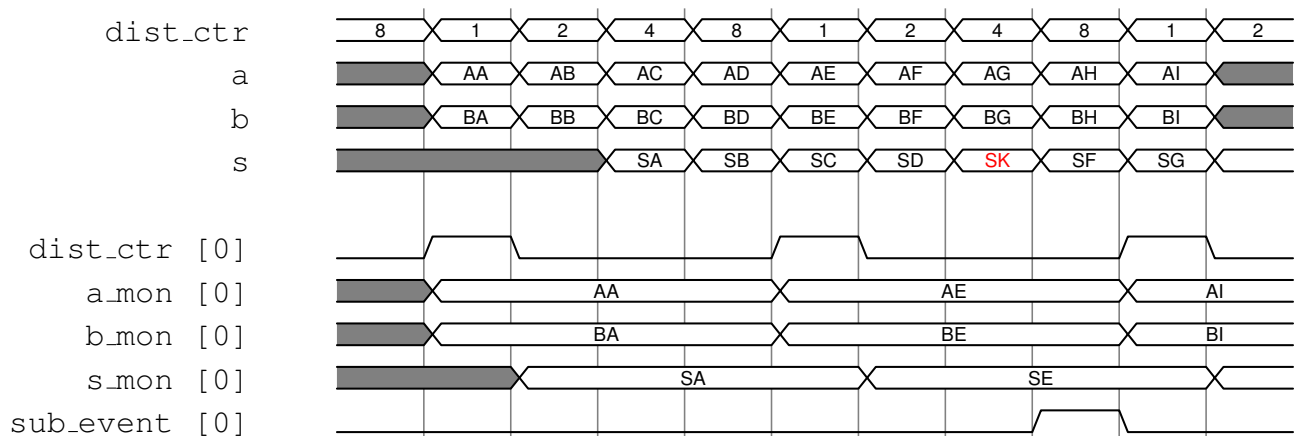 dist_ctr 8 1 2 4 8 1 2 4 8 1 2
a AA AB AC AD AE AF AG AH AI
b BA BB BC BD BE BF BG BH BI
s SA SB SC SD SK SF SG
dist_ctr [0]
a_mon [0] AA AE AI
b_mon [0] BA BE BI
s_mon [0] SA SE
sub_event [0]